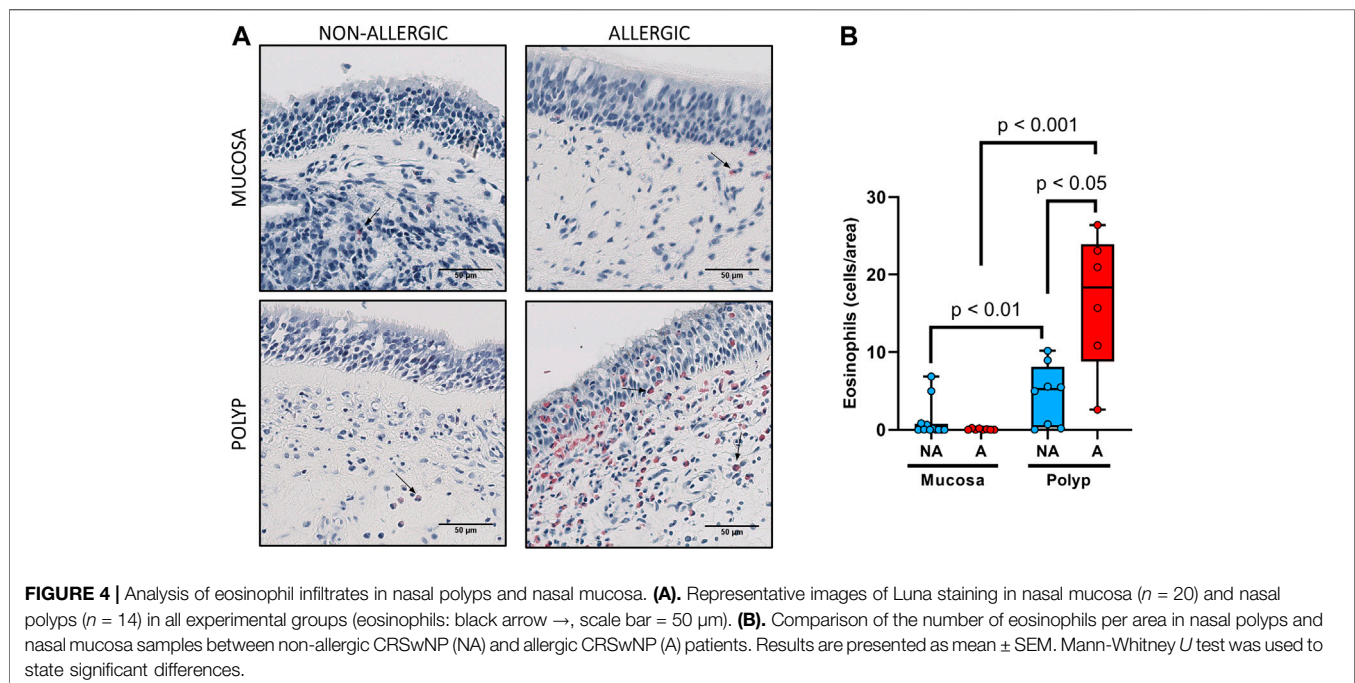 A
NON-ALLERGIC
ALLERGIC
MUCOSA
50 µm
50 µm
POLYP
50 µm
50 µm
B
p < 0.001
p < 0.05
p < 0.01
Eosinophils (cells/area)
30
20
10
0
NA
A
NA
A
Mucosa
Polyp
FIGURE 4 | Analysis of eosinophil infiltrates in nasal polyps and nasal mucosa. (A). Representative images of Luna staining in nasal mucosa (n = 20) and nasal
polyps (n = 14) in all experimental groups (eosinophils: black arrow →, scale bar = 50 µm). (B). Comparison of the number of eosinophils per area in nasal polyps and
nasal mucosa samples between non-allergic CRSwNP (NA) and allergic CRSwNP (A) patients. Results are presented as mean ± SEM. Mann-Whitney U test was used to
state significant differences.